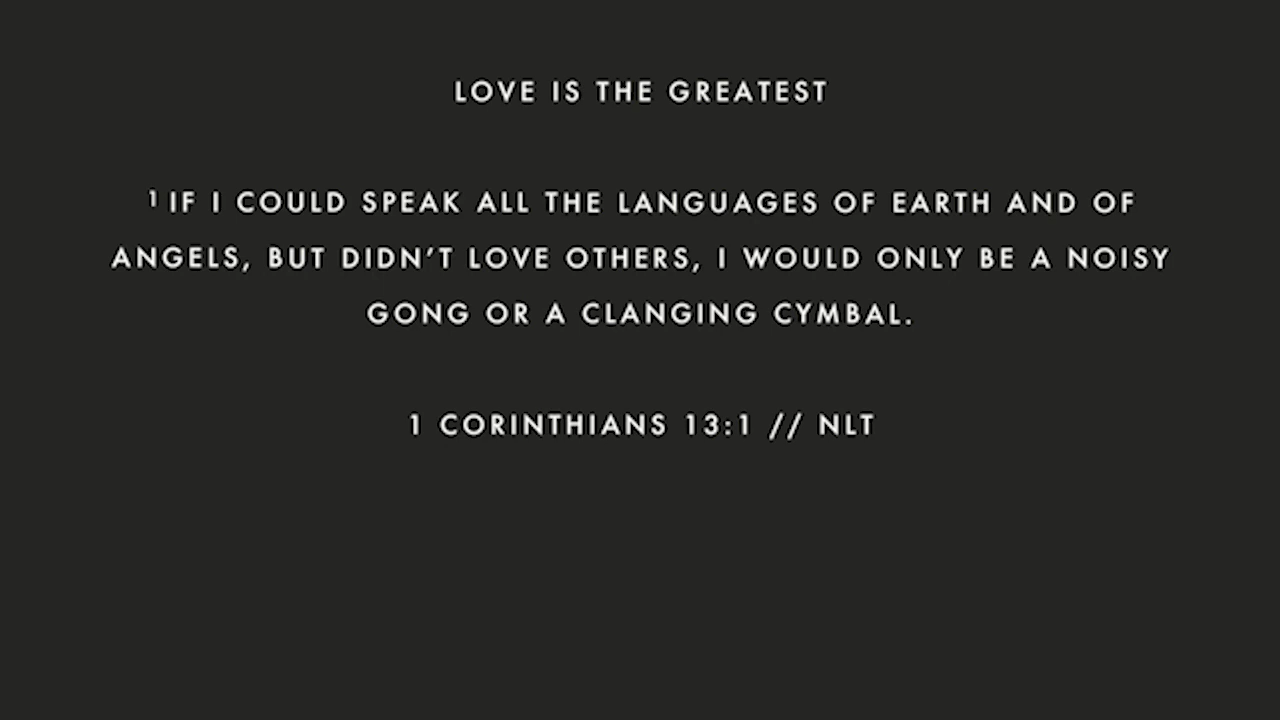 LOVE IS THE GREATEST
¹ IF I COULD SPEAK ALL THE LANGUAGES OF EARTH AND OF
ANGELS, BUT DIDN’T LOVE OTHERS, I WOULD ONLY BE A NOISY
GONG OR A CLANGING CYMBAL.
1 CORINTHIANS 13:1 // NLT